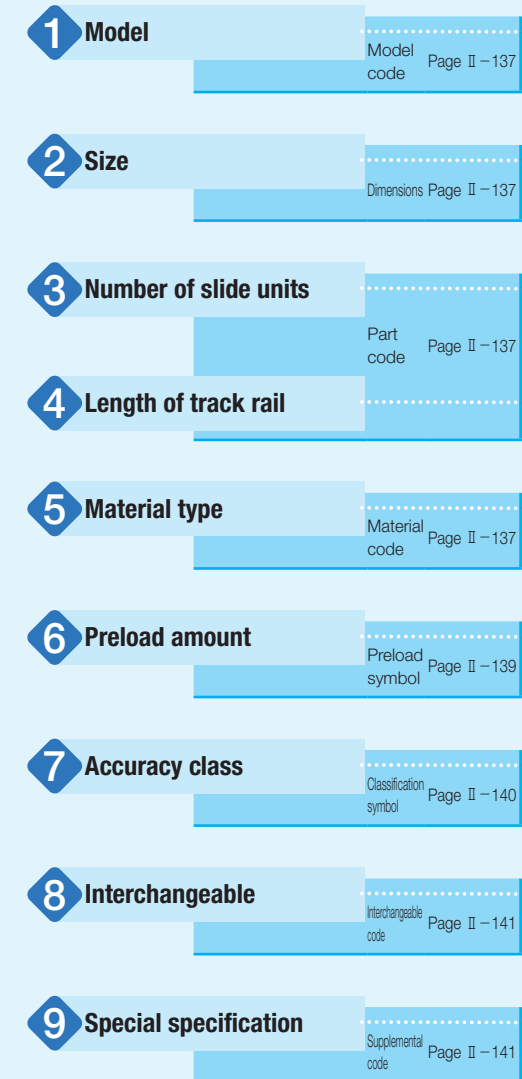 1 Model
Model code Page Ⅱ－137
2 Size
Dimensions Page Ⅱ－137
3 Number of slide units
Part code Page Ⅱ－137
4 Length of track rail
5 Material type
Material code Page Ⅱ－137
6 Preload amount
Preload symbol Page Ⅱ－139
7 Accuracy class
Classification symbol Page Ⅱ－140
8 Interchangeable
Interchangeable code Page Ⅱ－141
9 Special specification
Supplemental code Page Ⅱ－141